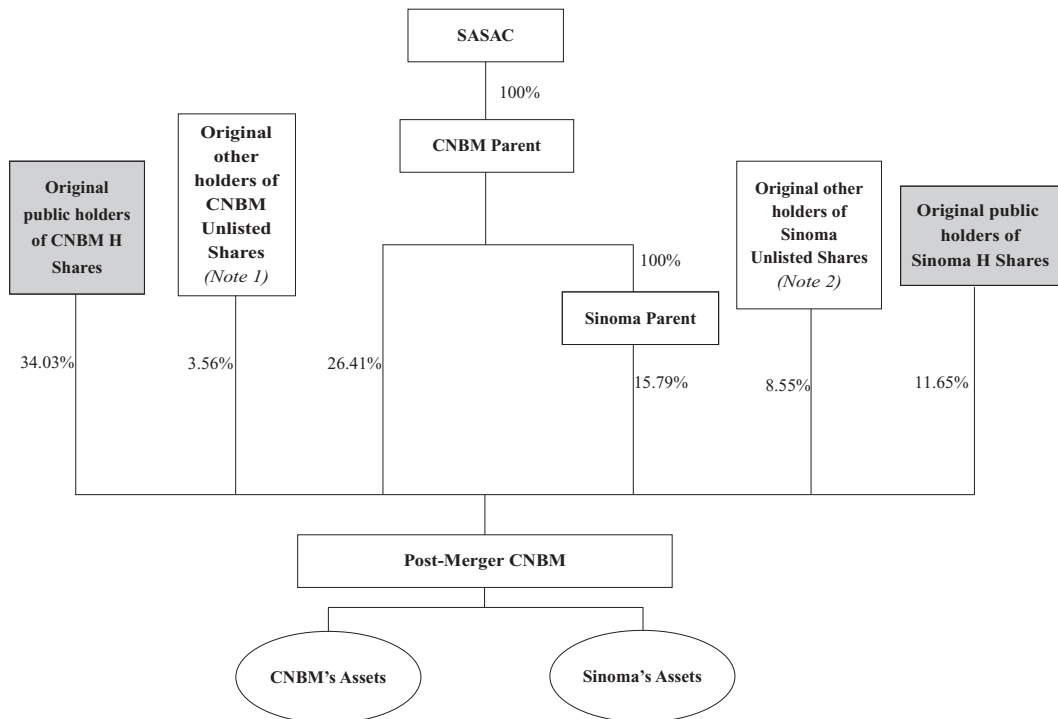 SASAC
100%
CNBM Parent
Original
public holders
of CNBM H
Shares
Original
other
holders of
CNBM
Unlisted
Shares
(Note 1)
Original other
holders of
Sinoma
Unlisted Shares
(Note 2)
Original public
holders of
Sinoma H Shares
100%
Sinoma Parent
34.03%
3.56%
26.41%
15.79%
8.55%
11.65%
Post-Merger CNBM
CNBM’s Assets
Sinoma’s Assets